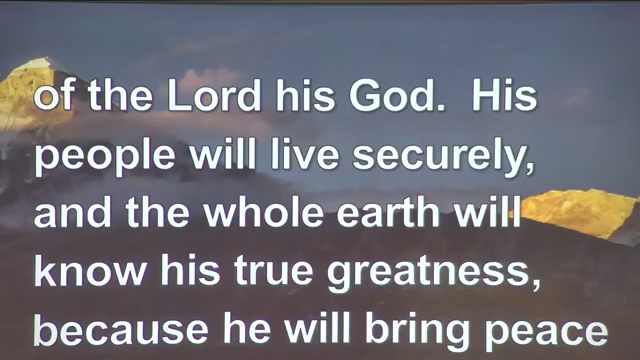 of the Lord his God.  His
people will live securely,
and the whole earth will
know his true greatness,
because he will bring peace